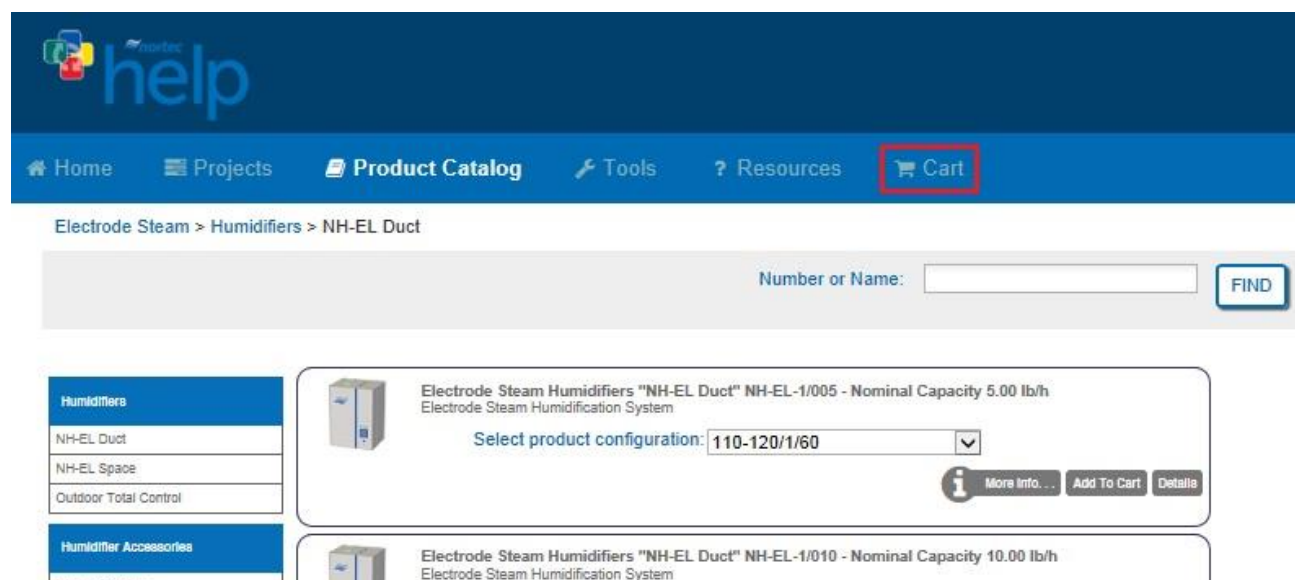 nortec
help
Home Projects Product Catalog Tools ? Resources Cart
Electrode Steam > Humidifiers > NH-EL Duct
Number or Name: FIND
Humidifiers
NH-EL Duct
NH-EL Space
Outdoor Total Control
Humidifier Accessories
Electrode Steam Humidifiers "NH-EL Duct" NH-EL-1/005 - Nominal Capacity 5.00 lb/h
Electrode Steam Humidification System
Select product configuration: 110-120/1/60
i More Info. . . Add To Cart Details
Electrode Steam Humidifiers "NH-EL Duct" NH-EL-1/010 - Nominal Capacity 10.00 lb/h
Electrode Steam Humidification System